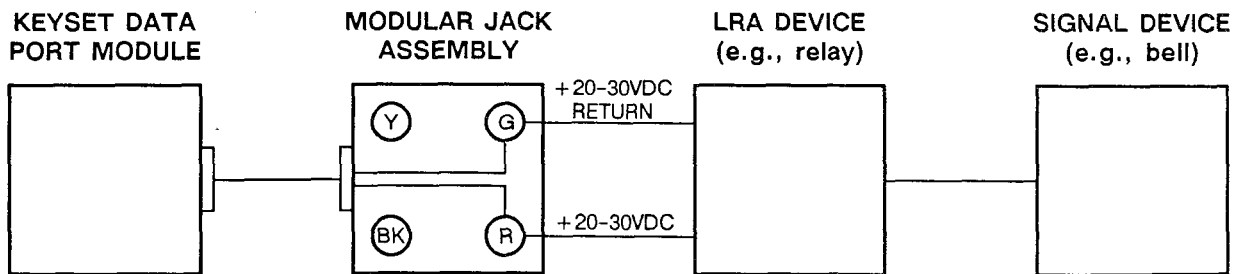 KEYSET DATA
PORT MODULE
MODULAR JACK
ASSEMBLY
LRA DEVICE
(e.g., relay)
SIGNAL DEVICE
(e.g., bell)
Y
G
+20-30VDC
RETURN
BK
R
+20-30VDC